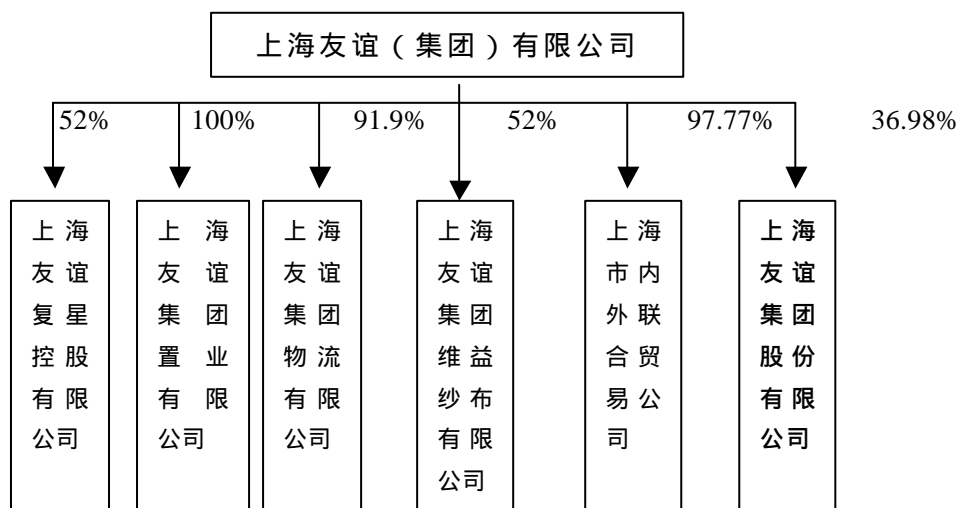 上海友谊（集团）有限公司
52% 100% 91.9% 52% 97.77% 36.98%
上海
友谊
复星
控股
有限
公司
上海
友谊
集团
置业
有限
公司
上海
友谊
集团
物流
有限
公司
上海
友谊
集团
维益
纱布
有限
公司
上海
市内
外联
合贸
易公
司
上海
友谊
集团
股份
有限
公司